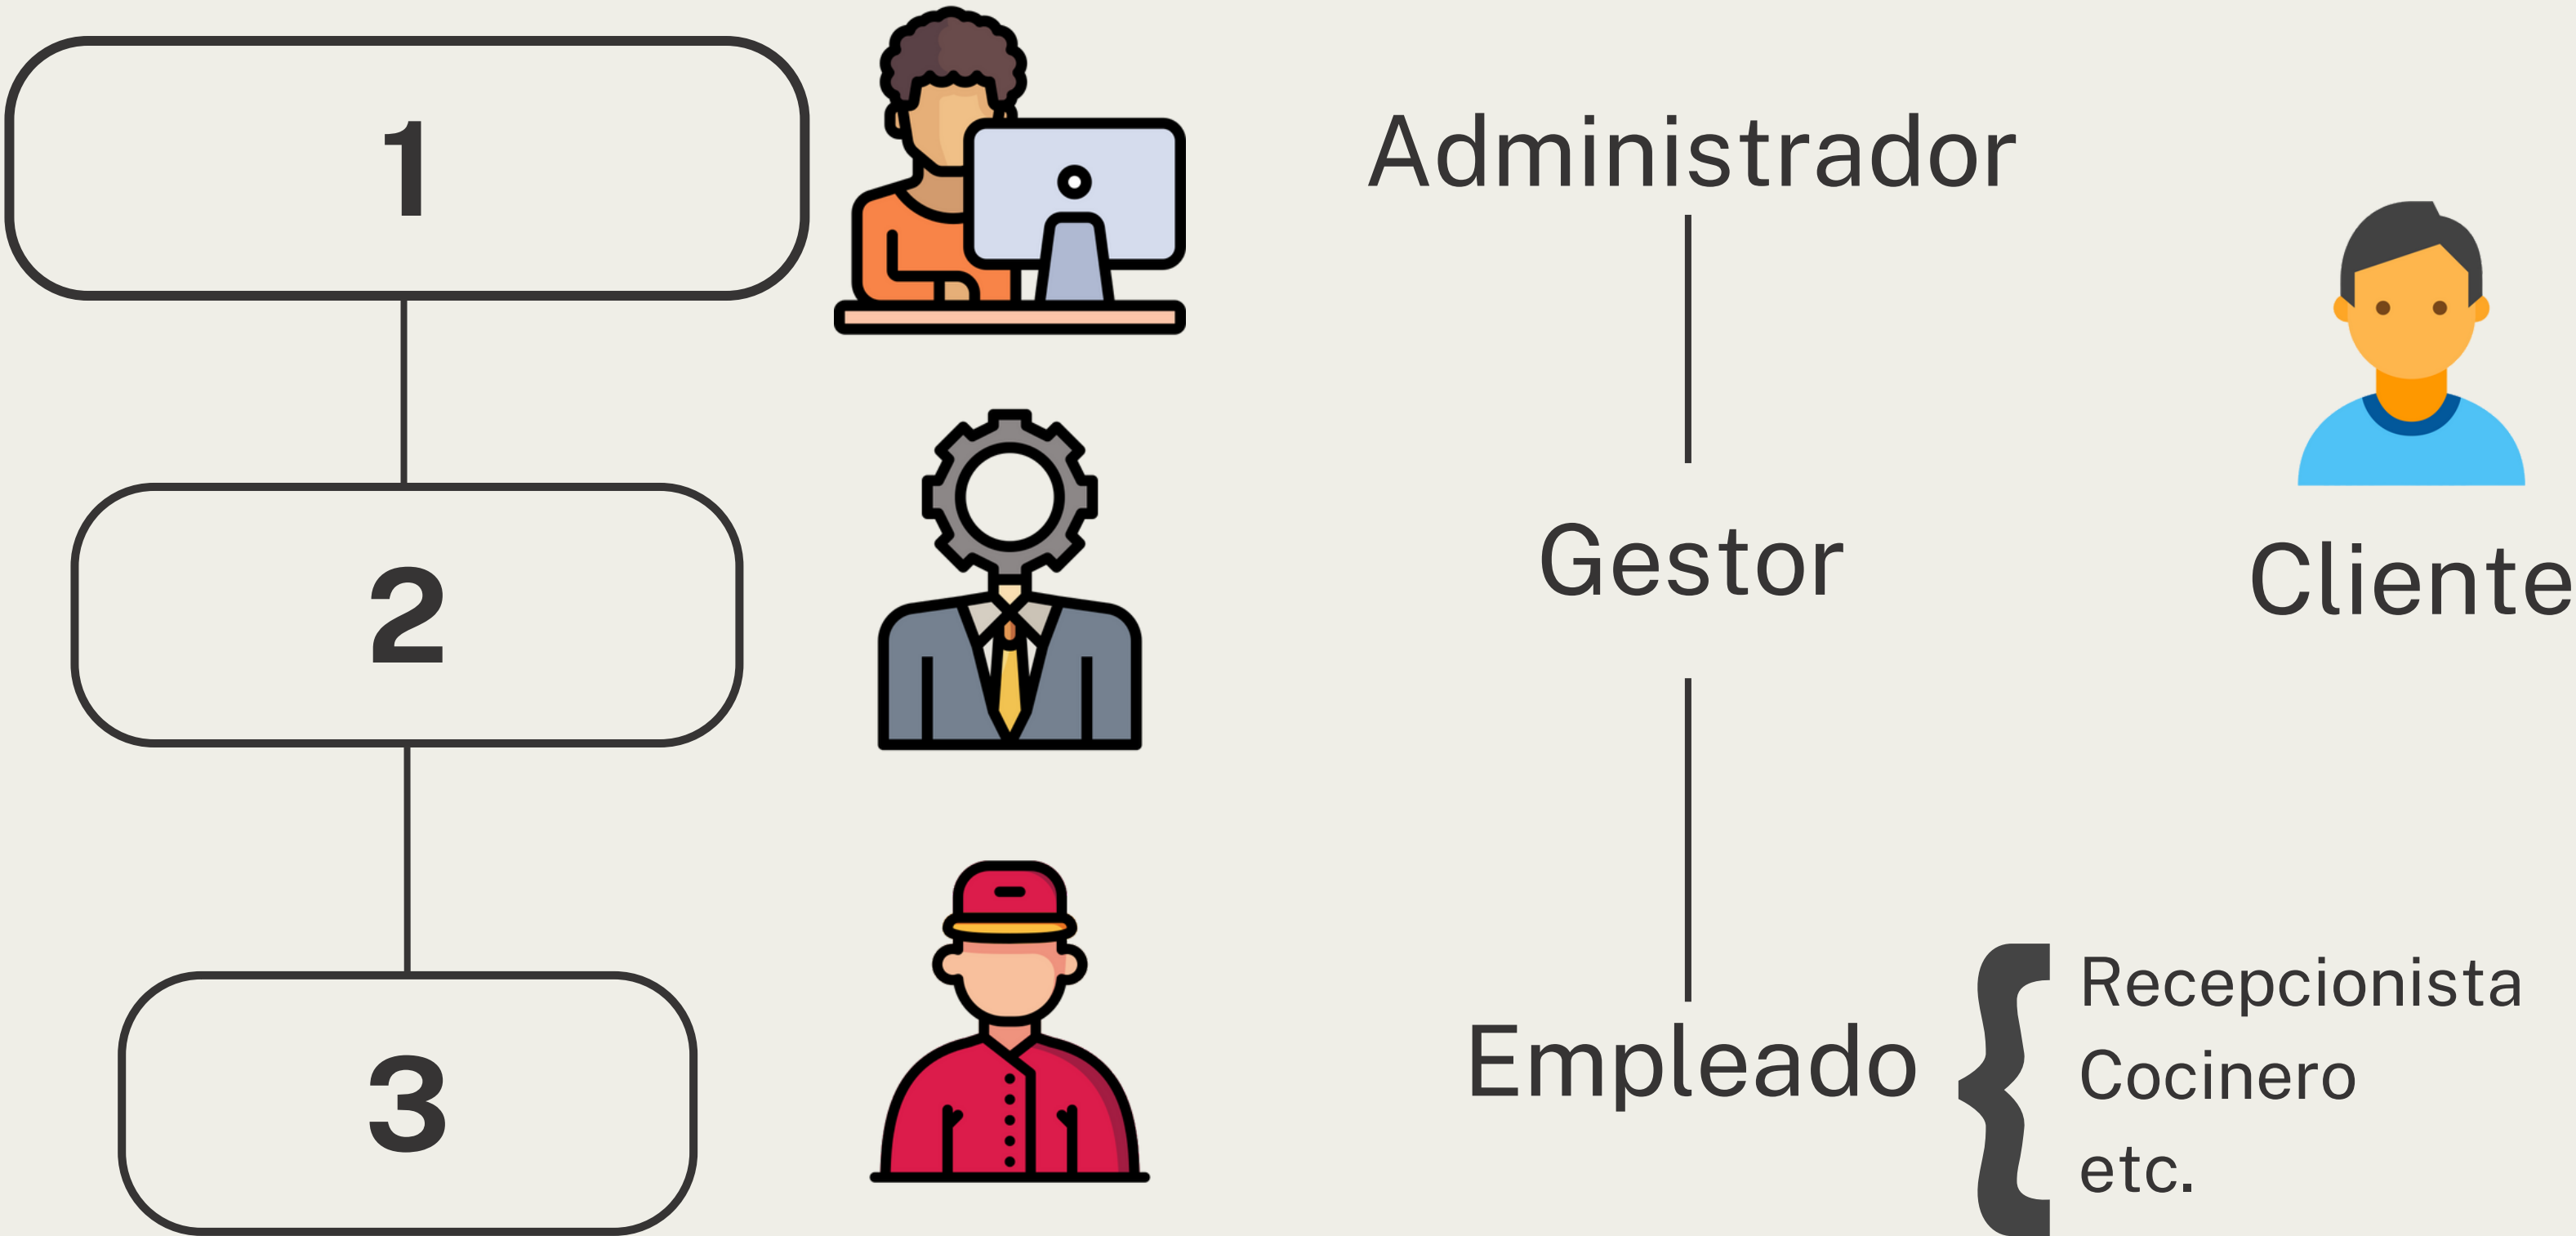 1
Administrador
2
Gestor
Cliente
3
Empleado
Recepcionista
Cocinero
etc.